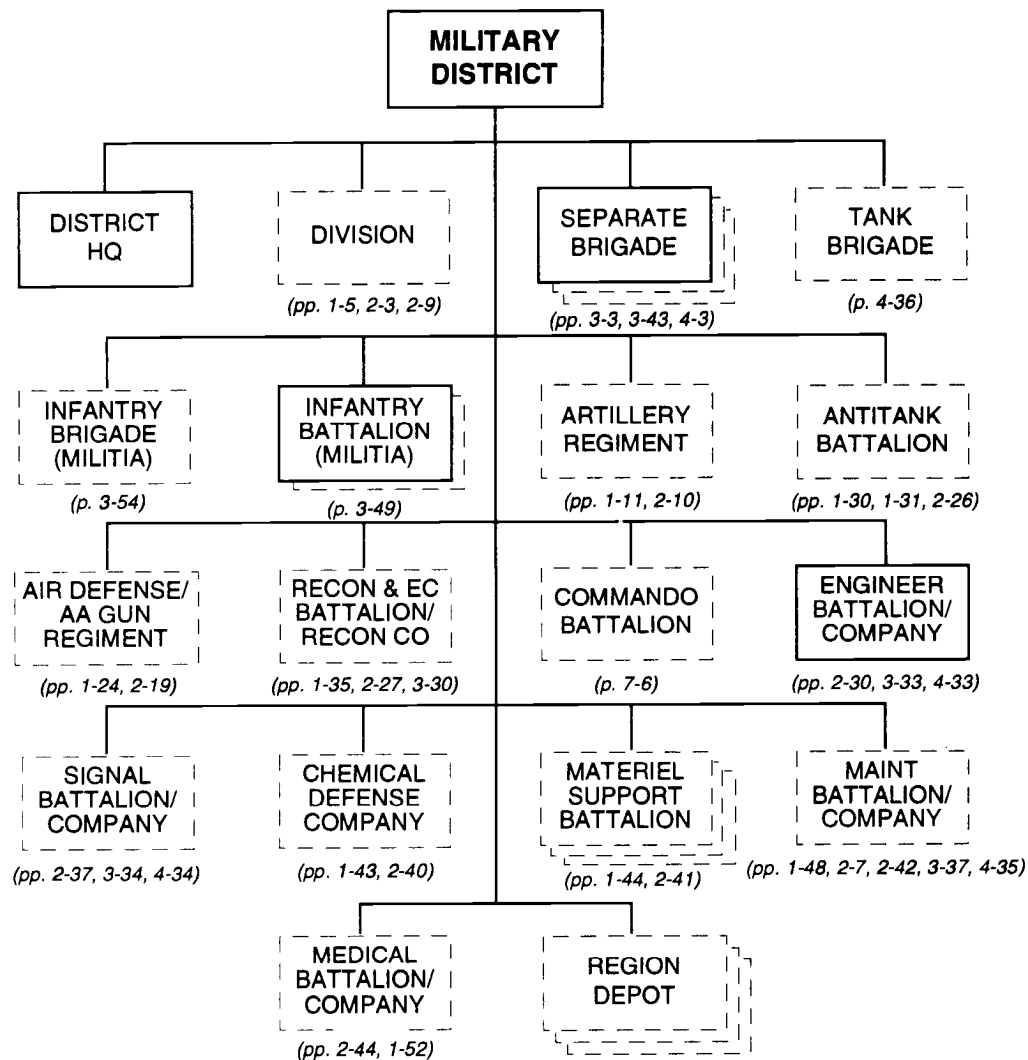 MILITARY
DISTRICT
DISTRICT
HQ
DIVISION
(pp. 1-5, 2-3, 2-9)
SEPARATE
BRIGADE
(pp. 3-3, 3-43, 4-3)
TANK
BRIGADE
(p. 4-36)
INFANTRY
BRIGADE
(MILITIA)
(p. 3-54)
INFANTRY
BATTALION
(MILITIA)
(p. 3-49)
ARTILLERY
REGIMENT
(pp. 1-11, 2-10)
ANTITANK
BATTALION
(pp. 1-30, 1-31, 2-26)
AIR DEFENSE/
AA GUN
REGIMENT
(pp. 1-24, 2-19)
RECON & EC
BATTALION/
RECON CO
(pp. 1-35, 2-27, 3-30)
COMMANDO
BATTALION
(p. 7-6)
ENGINEER
BATTALION/
COMPANY
(pp. 2-30, 3-33, 4-33)
SIGNAL
BATTALION/
COMPANY
(pp. 2-37, 3-34, 4-34)
CHEMICAL
DEFENSE
COMPANY
(pp. 1-43, 2-40)
MATERIEL
SUPPORT
BATTALION
(pp. 1-44, 2-41)
MAINT
BATTALION/
COMPANY
(pp. 1-48, 2-7, 2-42, 3-37, 4-35)
MEDICAL
BATTALION/
COMPANY
(pp. 2-44, 1-52)
REGION
DEPOT